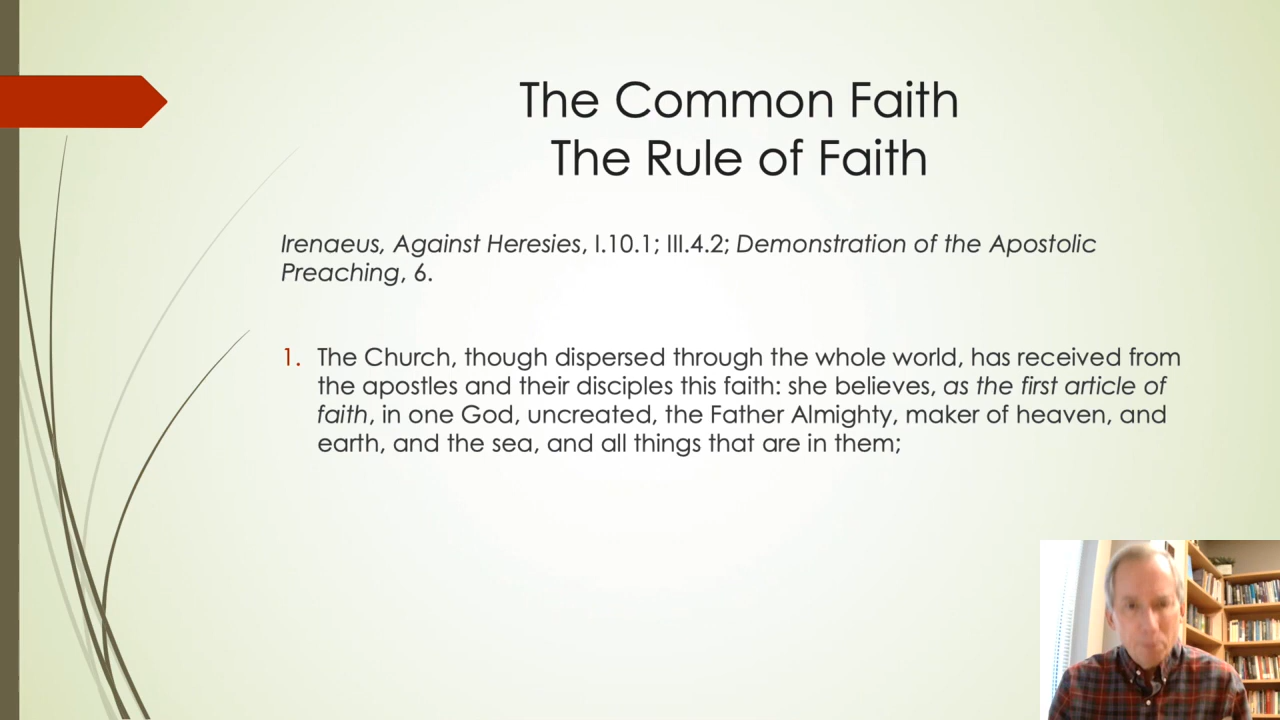 The Common Faith
The Rule of Faith
Irenaeus, Against Heresies, I.10.1; III.4.2; Demonstration of the Apostolic
Preaching, 6.
1. The Church, though dispersed through the whole world, has received from
the apostles and their disciples this faith: she believes, as the first article of
faith, in one God, uncreated, the Father Almighty, maker of heaven, and
earth, and the sea, and all things that are in them;